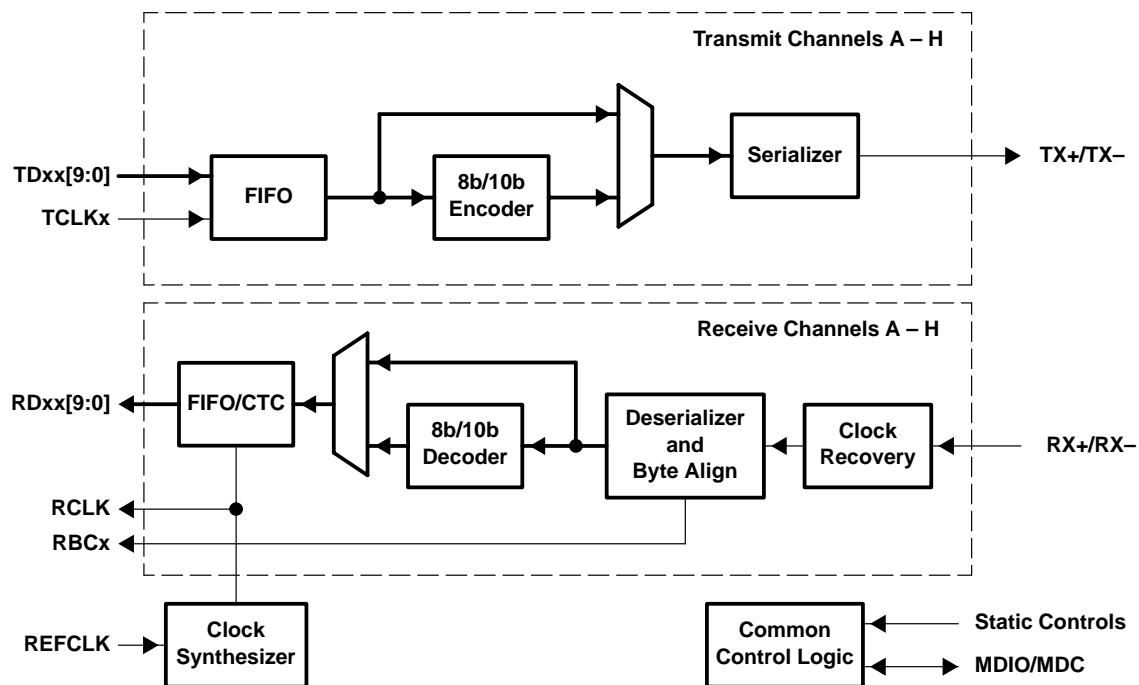 Transmit Channels A – H
TDxx[9:0]
TCLKx
FIFO
8b/10b
Encoder
Serializer
TX+/TX–
Receive Channels A – H
RDxx[9:0]
FIFO/CTC
8b/10b
Decoder
Deserializer
and
Byte Align
Clock
Recovery
RX+/RX–
RCLK
RBCx
REFCLK
Clock
Synthesizer
Common
Control Logic
Static Controls
MDIO/MDC